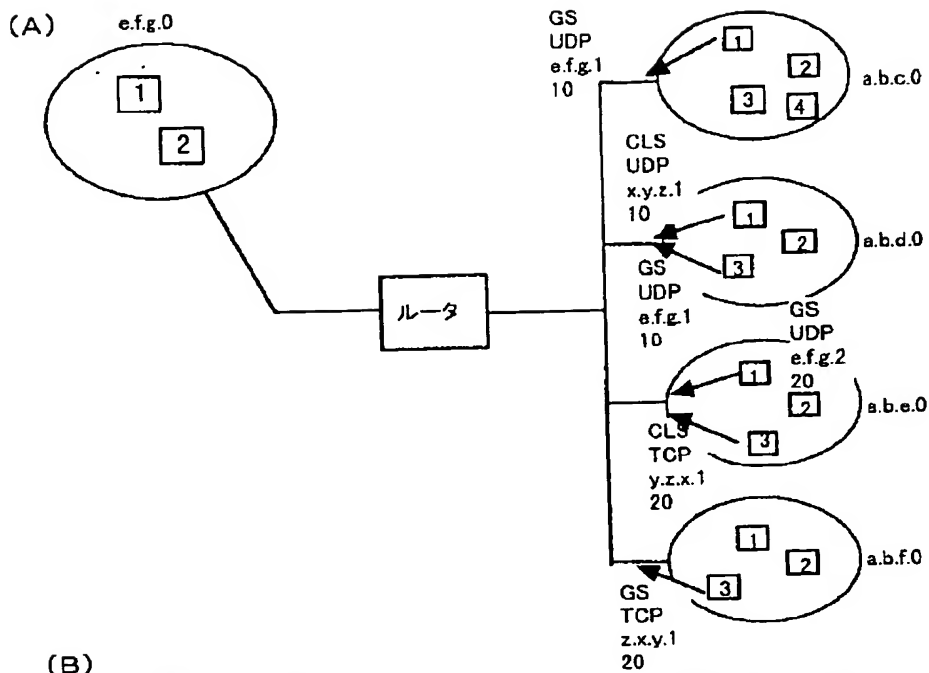 (A)
e.f.g.0
1
2
ルータ
GS
UDP
e.f.g.1
10
1
2
3
4
a.b.c.0
CLS
UDP
x.y.z.1
10
1
2
3
a.b.d.0
GS
UDP
e.f.g.1
10
GS
UDP
e.f.g.2
20
1
2
3
a.b.e.0
CLS
TCP
y.z.x.1
20
1
2
3
a.b.f.0
GS
TCP
z.x.y.1
20
(B)